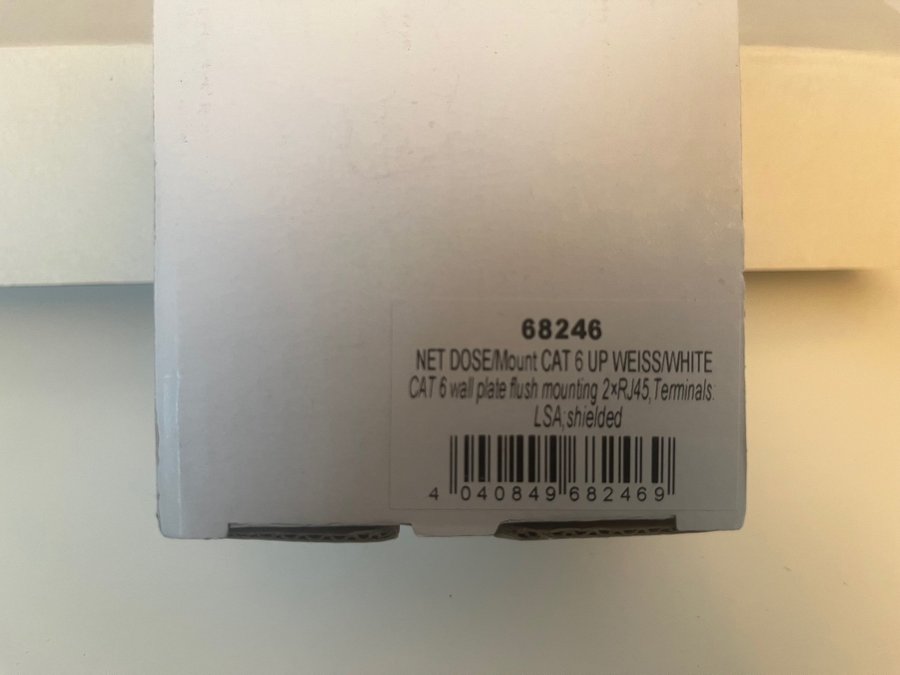 68246
NET DOSE/Mount CAT 6 UP WEISS/WHITE
CAT 6 wall plate flush mounting 2×RJ45, Terminals:
LSA, shielded
4 040849 682469